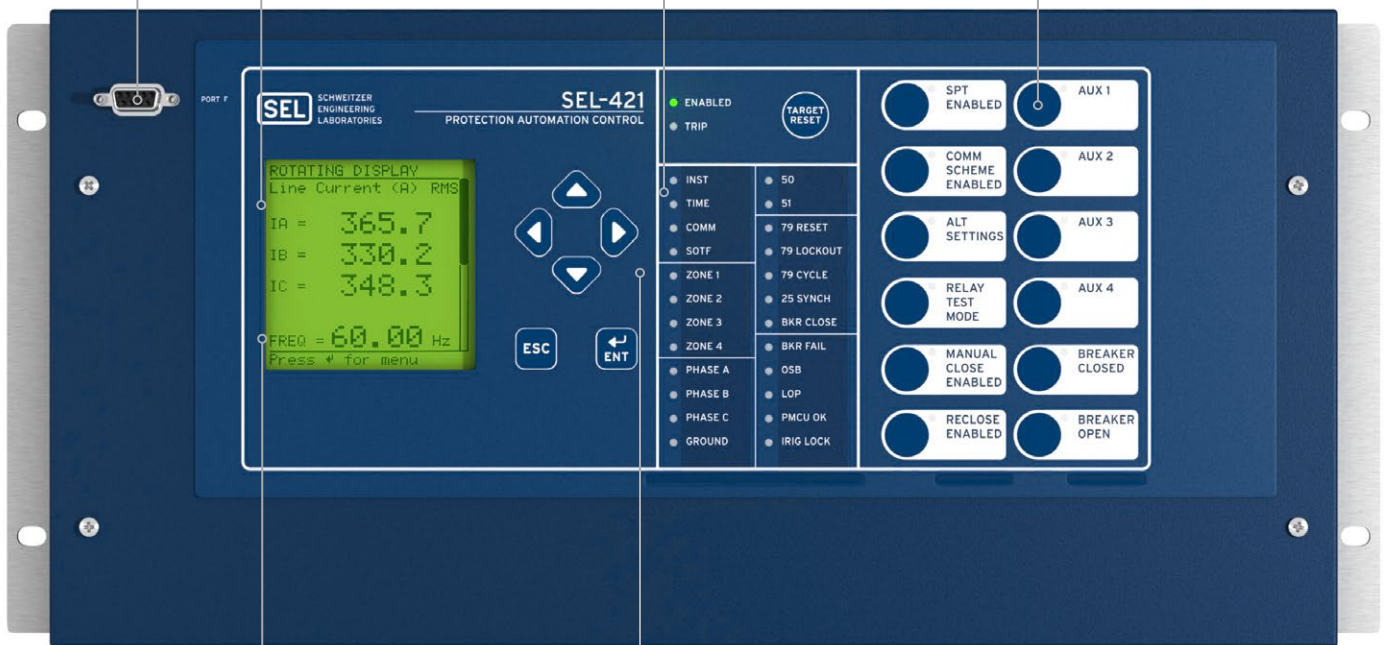 PORT F
SEL
SCHWEITZER
ENGINEERING
LABORATORIES
SEL-421
PROTECTION AUTOMATION CONTROL
ROTATING DISPLAY
Line Current (A) RMS
IA = 365.7
IB = 330.2
IC = 348.3
FREQ = 60.00 Hz
Press ↵ for menu
ESC
↵
ENT
ENABLED
TRIP
TARGET
RESET
INST
TIME
COMM
SOTF
ZONE 1
ZONE 2
ZONE 3
ZONE 4
PHASE A
PHASE B
PHASE C
GROUND
50
51
79 RESET
79 LOCKOUT
79 CYCLE
25 SYNCH
BKR CLOSE
BKR FAIL
OSB
LOP
PMCU OK
IRIG LOCK
SPT
ENABLED
COMM
SCHEME
ENABLED
ALT
SETTINGS
RELAY
TEST
MODE
MANUAL
CLOSE
ENABLED
RECLOSE
ENABLED
AUX 1
AUX 2
AUX 3
AUX 4
BREAKER
CLOSED
BREAKER
OPEN